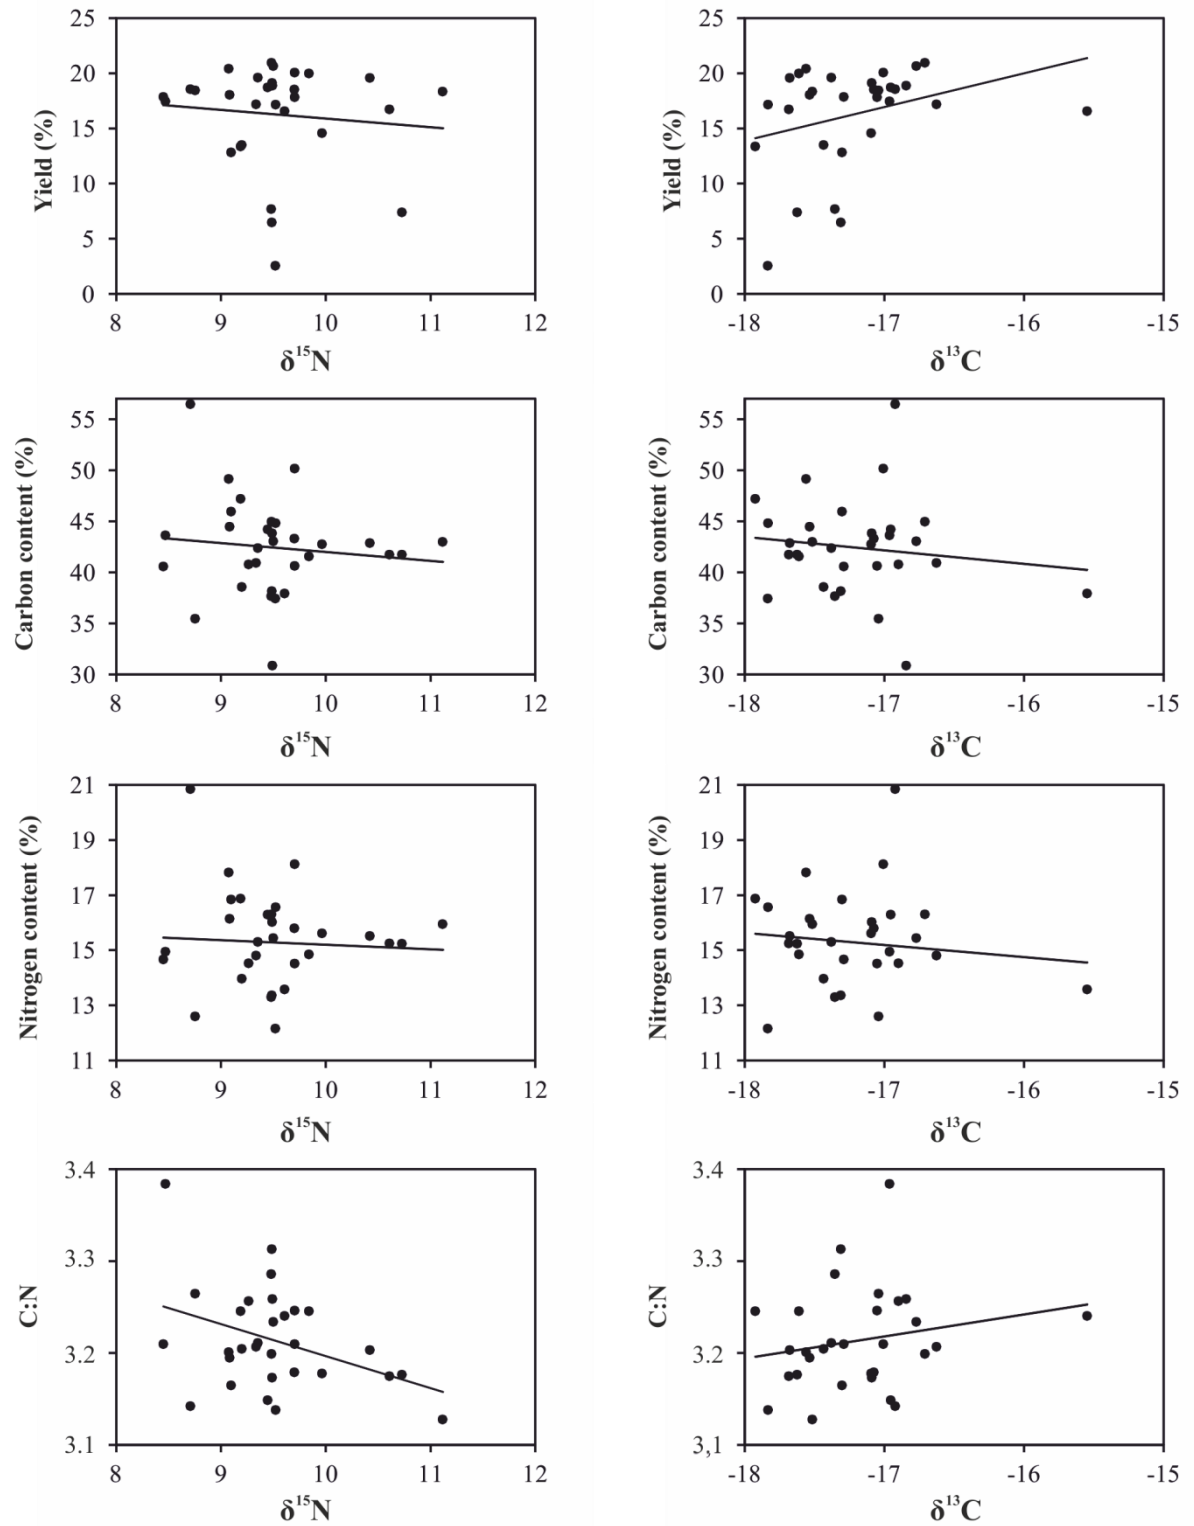 25
20
15
10
5
0
Yield (%)
8 9 10 11 12
δ¹⁵N
25
20
15
10
5
0
Yield (%)
-18 -17 -16 -15
δ¹³C
55
50
45
40
35
30
Carbon content (%)
8 9 10 11 12
δ¹⁵N
55
50
45
40
35
30
Carbon content (%)
-18 -17 -16 -15
δ¹³C
21
19
17
15
13
11
Nitrogen content (%)
8 9 10 11 12
δ¹⁵N
21
19
17
15
13
11
Nitrogen content (%)
-18 -17 -16 -15
δ¹³C
3.4
3.3
3.2
3.1
C:N
8 9 10 11 12
δ¹⁵N
3.4
3.3
3.2
3,1
C:N
-18 -17 -16 -15
δ¹³C